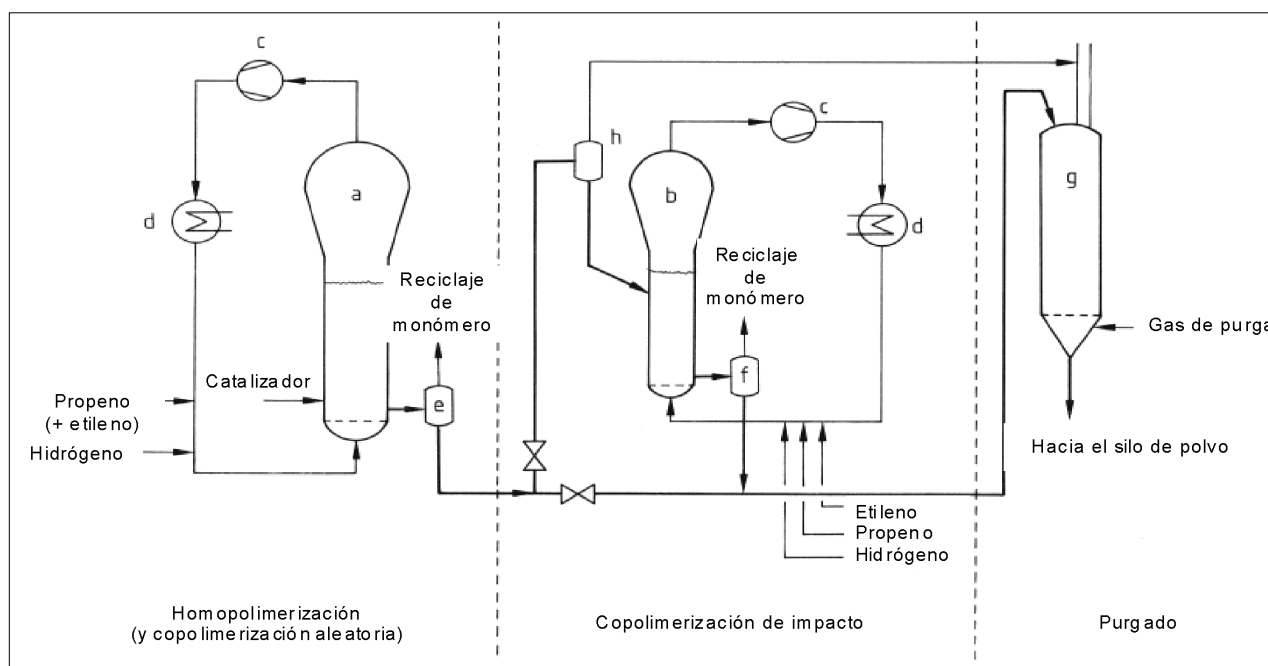 c
a
d
Catalizador
Propeno
(+ etileno)
Hidrógeno
Reciclaje
de
monómero
e
Homopolimerización
(y copolimerización aleatoria)
h
c
b
d
Reciclaje
de
monómero
f
Etileno
Propeno
Hidrógeno
Copolimerización de impacto
g
Gas de purga
Hacia el silo de polvo
Purgado